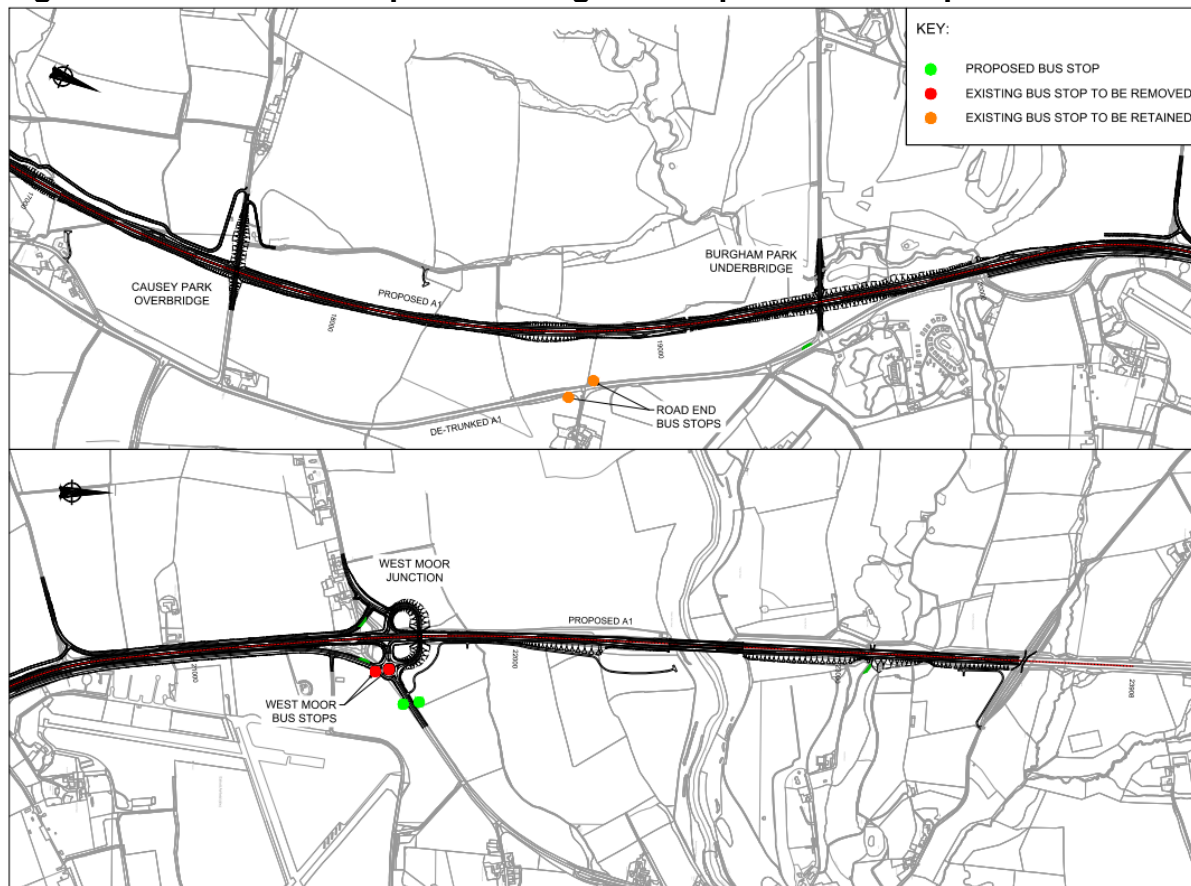 KEY:
PROPOSED BUS STOP
EXISTING BUS STOP TO BE REMOVED
EXISTING BUS STOP TO BE RETAINED
17000
BURGHAM PARK
UNDERBRIDGE
CAUSEY PARK
OVERBRIDGE
PROPOSED A1
18000
19000
ROAD END
BUS STOPS
DE-TRUNKED A1
WEST MOOR
JUNCTION
PROPOSED A1
21000
22000
WEST MOOR
BUS STOPS